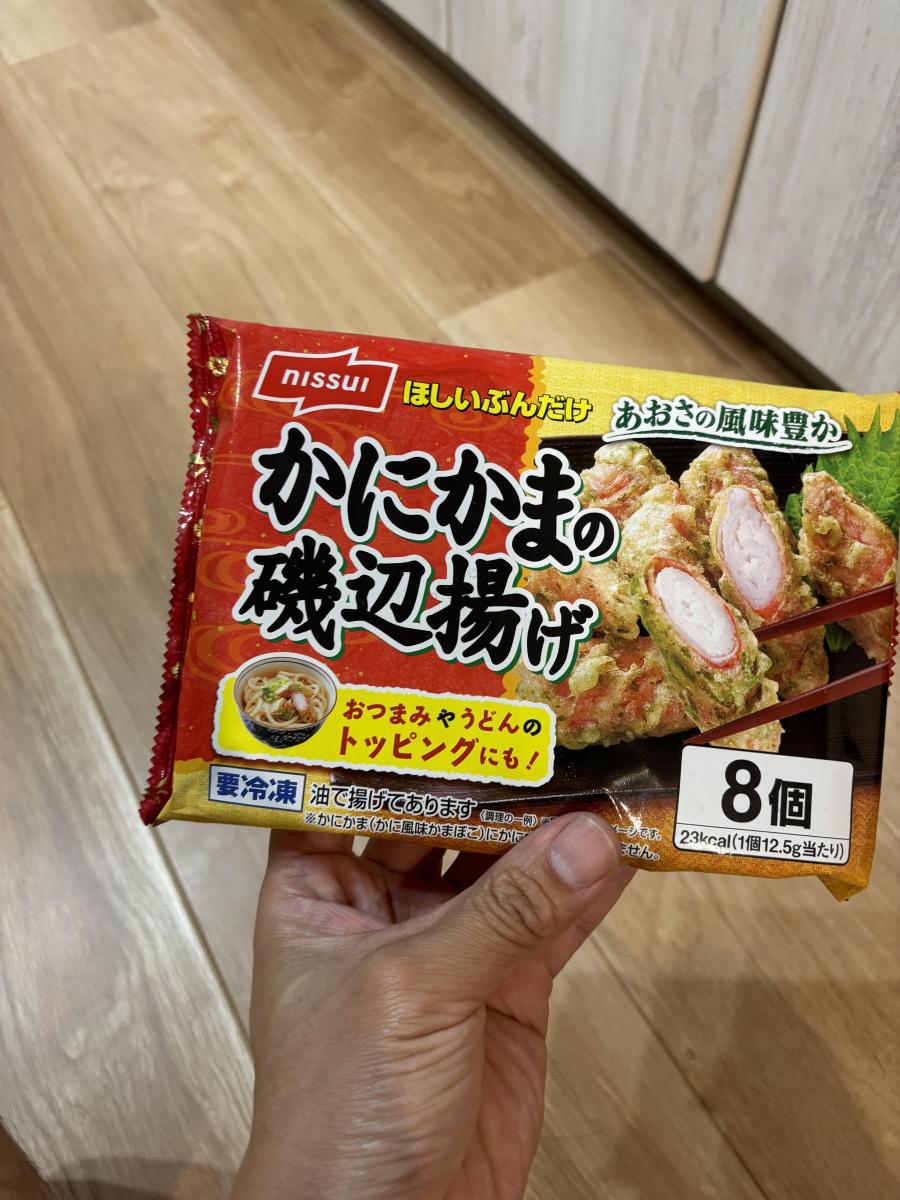 nissui
ほしいぶんだけ
あおさの風味豊か
かにかまの
磯辺揚げ
おつまみやうどんの
トッピングにも!
要冷凍
油で揚げてあります
〈調理の一例〉
※かにかま(かに風味かまぼこ)にかに
ません。
8個
23kcal(1個12.5g当たり)